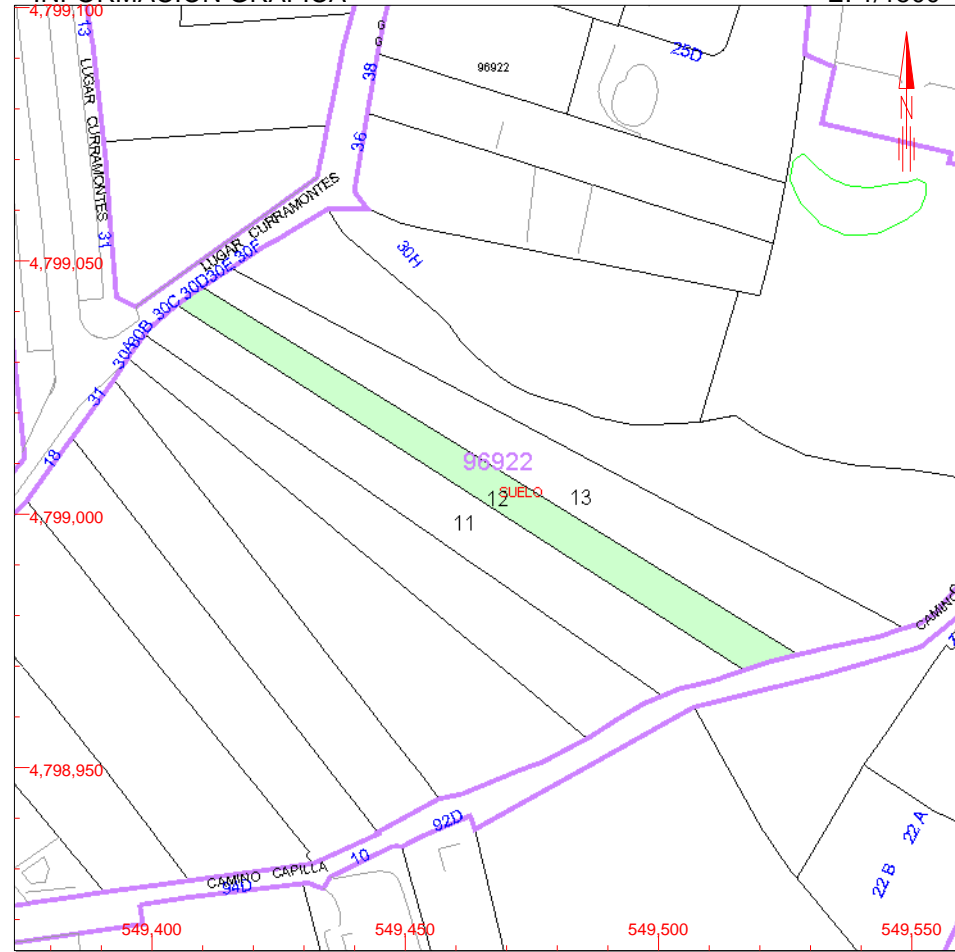 4,799,100
G
G
38
36
96922
25D
N
13
LUGAR CURRAMONTES
31
LUGAR CURRAMONTES
30H
4,799,050
30F
30E
30D
30C
30B
30A
31
18
96922
SUELO
13
12
11
4,799,000
4,798,950
92D
10
CAMINO CAPILLA
94D
22 A
22 B
549,400
549,450
549,500
549,550